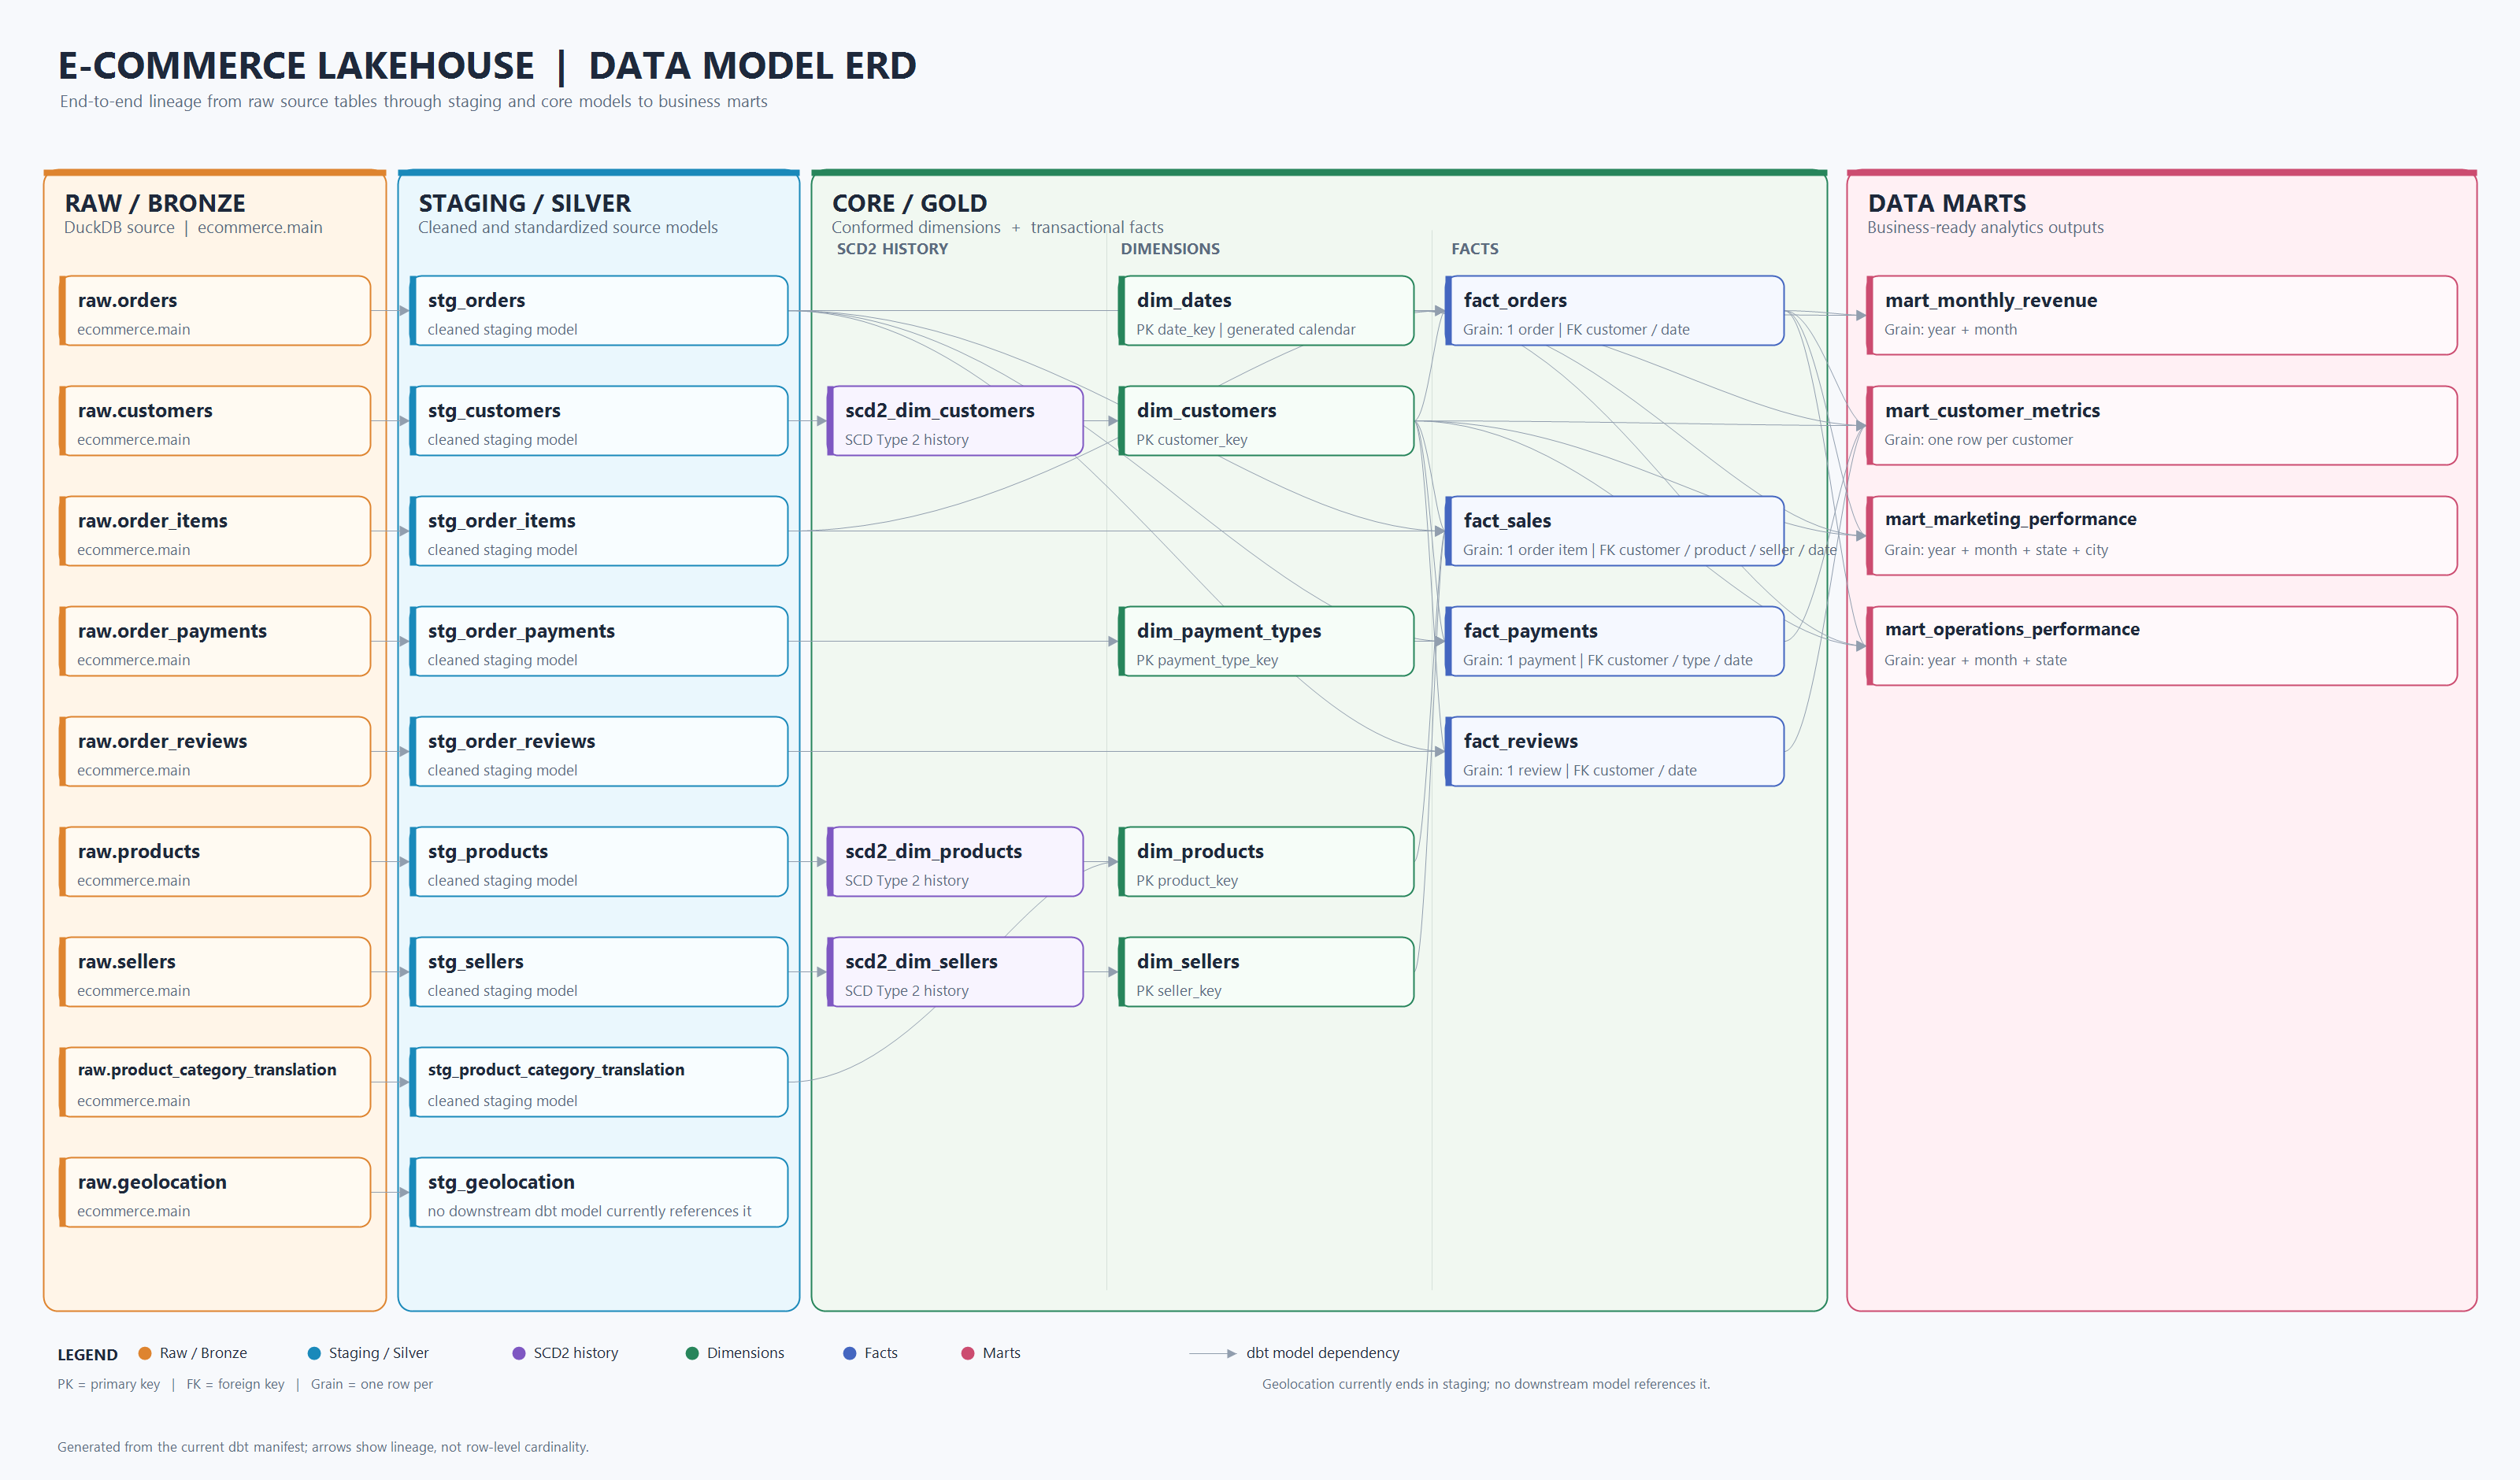 E-COMMERCE LAKEHOUSE | DATA MODEL ERD
End-to-end lineage from raw source tables through staging and core models to business marts
RAW / BRONZE
DuckDB source | ecommerce.main
raw.orders
ecommerce.main
raw.customers
ecommerce.main
raw.order_items
ecommerce.main
raw.order_payments
ecommerce.main
raw.order_reviews
ecommerce.main
raw.products
ecommerce.main
raw.sellers
ecommerce.main
raw.product_category_translation
ecommerce.main
raw.geolocation
ecommerce.main
STAGING / SILVER
Cleaned and standardized source models
stg_orders
cleaned staging model
stg_customers
cleaned staging model
stg_order_items
cleaned staging model
stg_order_payments
cleaned staging model
stg_order_reviews
cleaned staging model
stg_products
cleaned staging model
stg_sellers
cleaned staging model
stg_product_category_translation
cleaned staging model
stg_geolocation
no downstream dbt model currently references it
CORE / GOLD
Conformed dimensions + transactional facts
SCD2 HISTORY
scd2_dim_customers
SCD Type 2 history
scd2_dim_products
SCD Type 2 history
scd2_dim_sellers
SCD Type 2 history
DIMENSIONS
dim_dates
PK date_key | generated calendar
dim_customers
PK customer_key
dim_payment_types
PK payment_type_key
dim_products
PK product_key
dim_sellers
PK seller_key
FACTS
fact_orders
Grain: 1 order | FK customer / date
fact_sales
Grain: 1 order item | FK customer / product / seller / date
fact_payments
Grain: 1 payment | FK customer / type / date
fact_reviews
Grain: 1 review | FK customer / date
DATA MARTS
Business-ready analytics outputs
mart_monthly_revenue
Grain: year + month
mart_customer_metrics
Grain: one row per customer
mart_marketing_performance
Grain: year + month + state + city
mart_operations_performance
Grain: year + month + state
LEGEND Raw / Bronze Staging / Silver SCD2 history Dimensions Facts Marts dbt model dependency
PK = primary key | FK = foreign key | Grain = one row per
Geolocation currently ends in staging; no downstream model references it.
Generated from the current dbt manifest; arrows show lineage, not row-level cardinality.